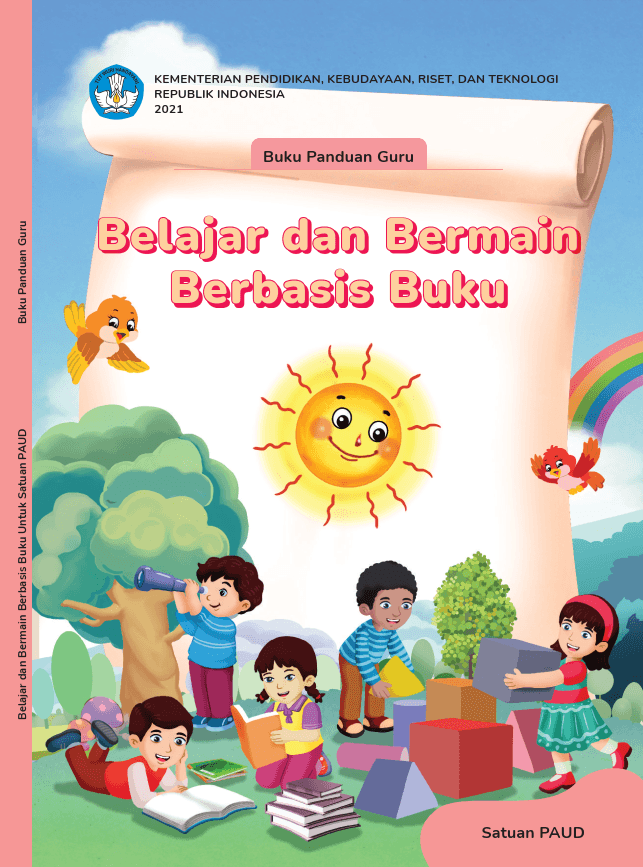 KEMENTERIAN PENDIDIKAN, KEBUDAYAAN, RISET, DAN TEKNOLOGI
REPUBLIK INDONESIA
2021
Buku Panduan Guru
Belajar dan Bermain
Berbasis Buku
Buku Panduan Guru
Belajar dan Bermain Berbasis Buku Untuk Satuan PAUD
Satuan PAUD